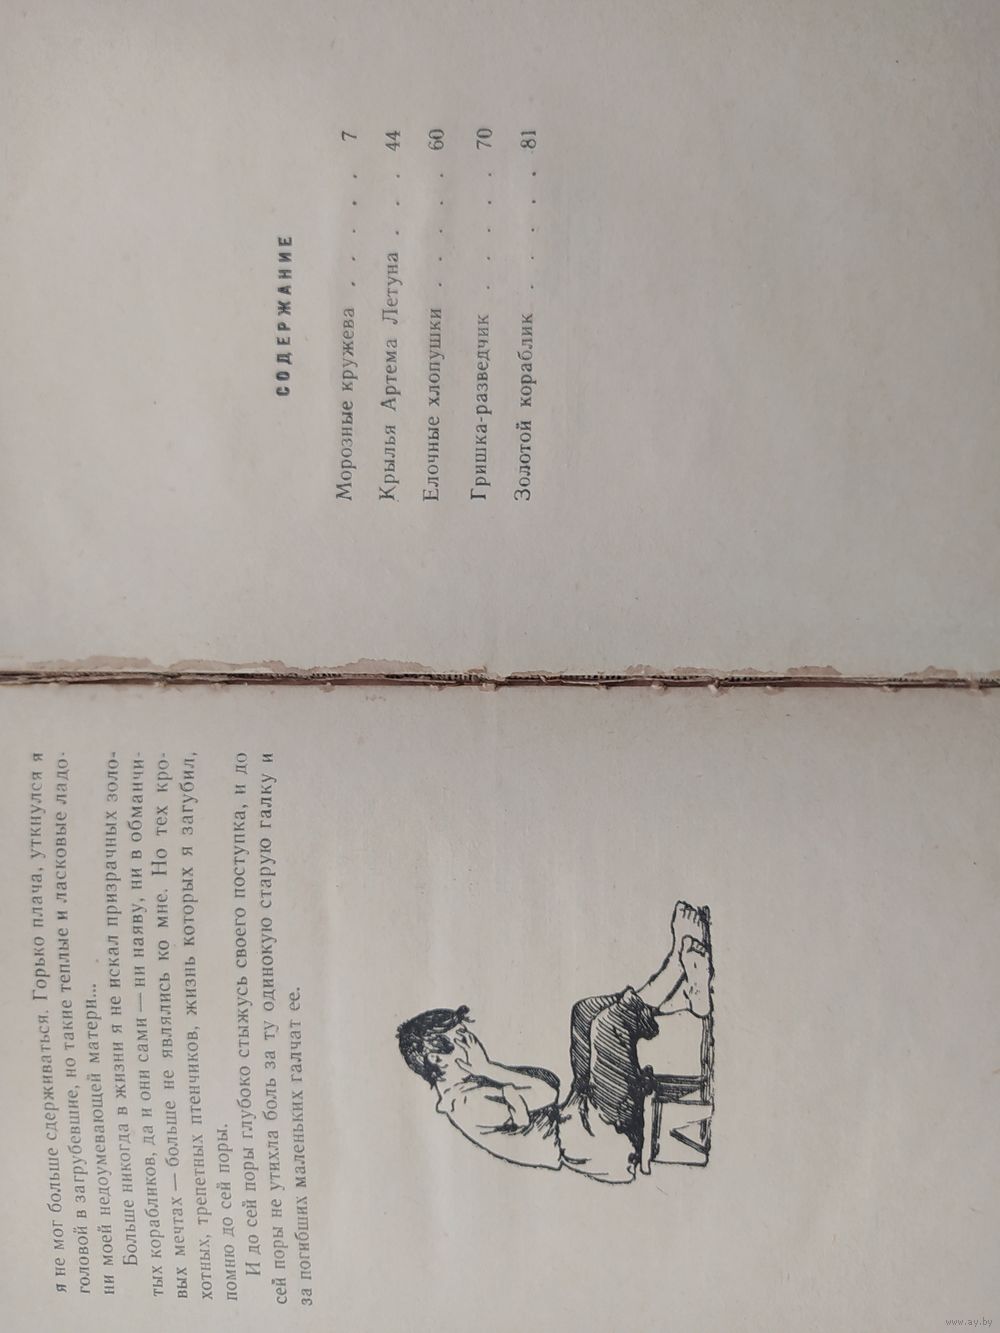 я не мог больше сдерживаться. Горько плача, уткнулся я
головой в загрубевшие, но такие теплые и ласковые ладо-
ни моей недоумевающей матери...
Больше никогда в жизни я не искал призрачных золо-
тых корабликов, да и они сами — ни наяву, ни в обманчи-
вых мечтах — больше не являлись ко мне. Но тех кро-
хотных, трепетных птенчиков, жизнь которых я загубил,
помню до сей поры.
И до сей поры глубоко стыжусь своего поступка, и до
сей поры не утихла боль за ту одинокую старую галку и
за погибших маленьких галчат ее.
СОДЕРЖАНИЕ
Морозные кружева . . . . . 7
Крылья Артема Летуна . . . 44
Елочные хлопушки . . . . . 60
Гришка-разведчик . . . . . 70
Золотой кораблик . . . . . 81
www.ay.by